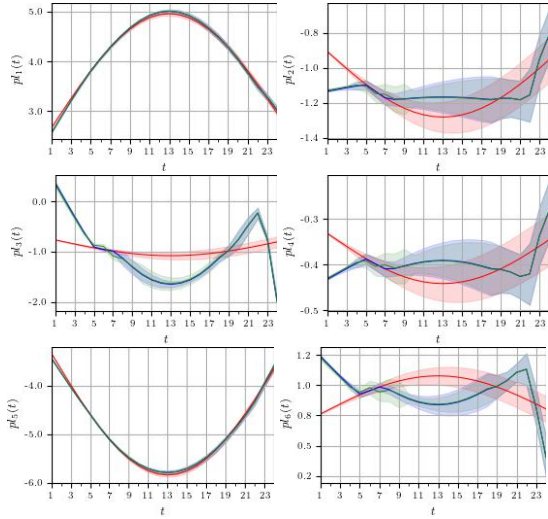 5.0
4.0
3.0
pl₁(t)
1 3 5 7 9 11 13 15 17 19 21 23
t
-0.8
-1.0
-1.2
-1.4
pl₂(t)
1 3 5 7 9 11 13 15 17 19 21 23
t
0.0
-1.0
-2.0
pl₃(t)
1 3 5 7 9 11 13 15 17 19 21 23
t
-0.3
-0.4
-0.5
pl₄(t)
1 3 5 7 9 11 13 15 17 19 21 23
t
-4.0
-5.0
-6.0
pl₅(t)
1 3 5 7 9 11 13 15 17 19 21 23
t
1.2
1.0
0.8
0.5
0.2
pl₆(t)
1 3 5 7 9 11 13 15 17 19 21 23
t